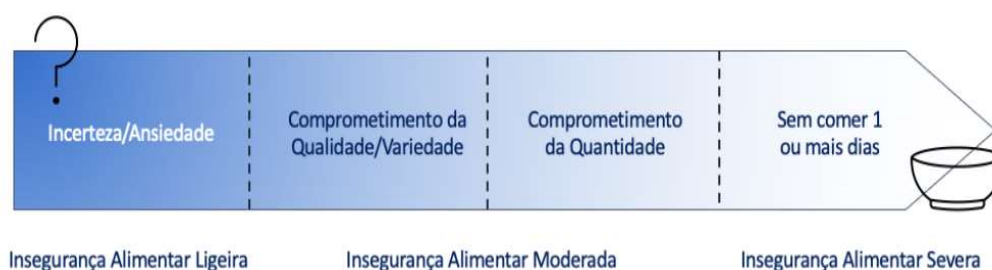 ?
Incerteza/Ansiedade
Comprometimento da
Qualidade/Variedade
Comprometimento
da Quantidade
Sem comer 1
ou mais dias
Insegurança Alimentar Ligeira
Insegurança Alimentar Moderada
Insegurança Alimentar Severa